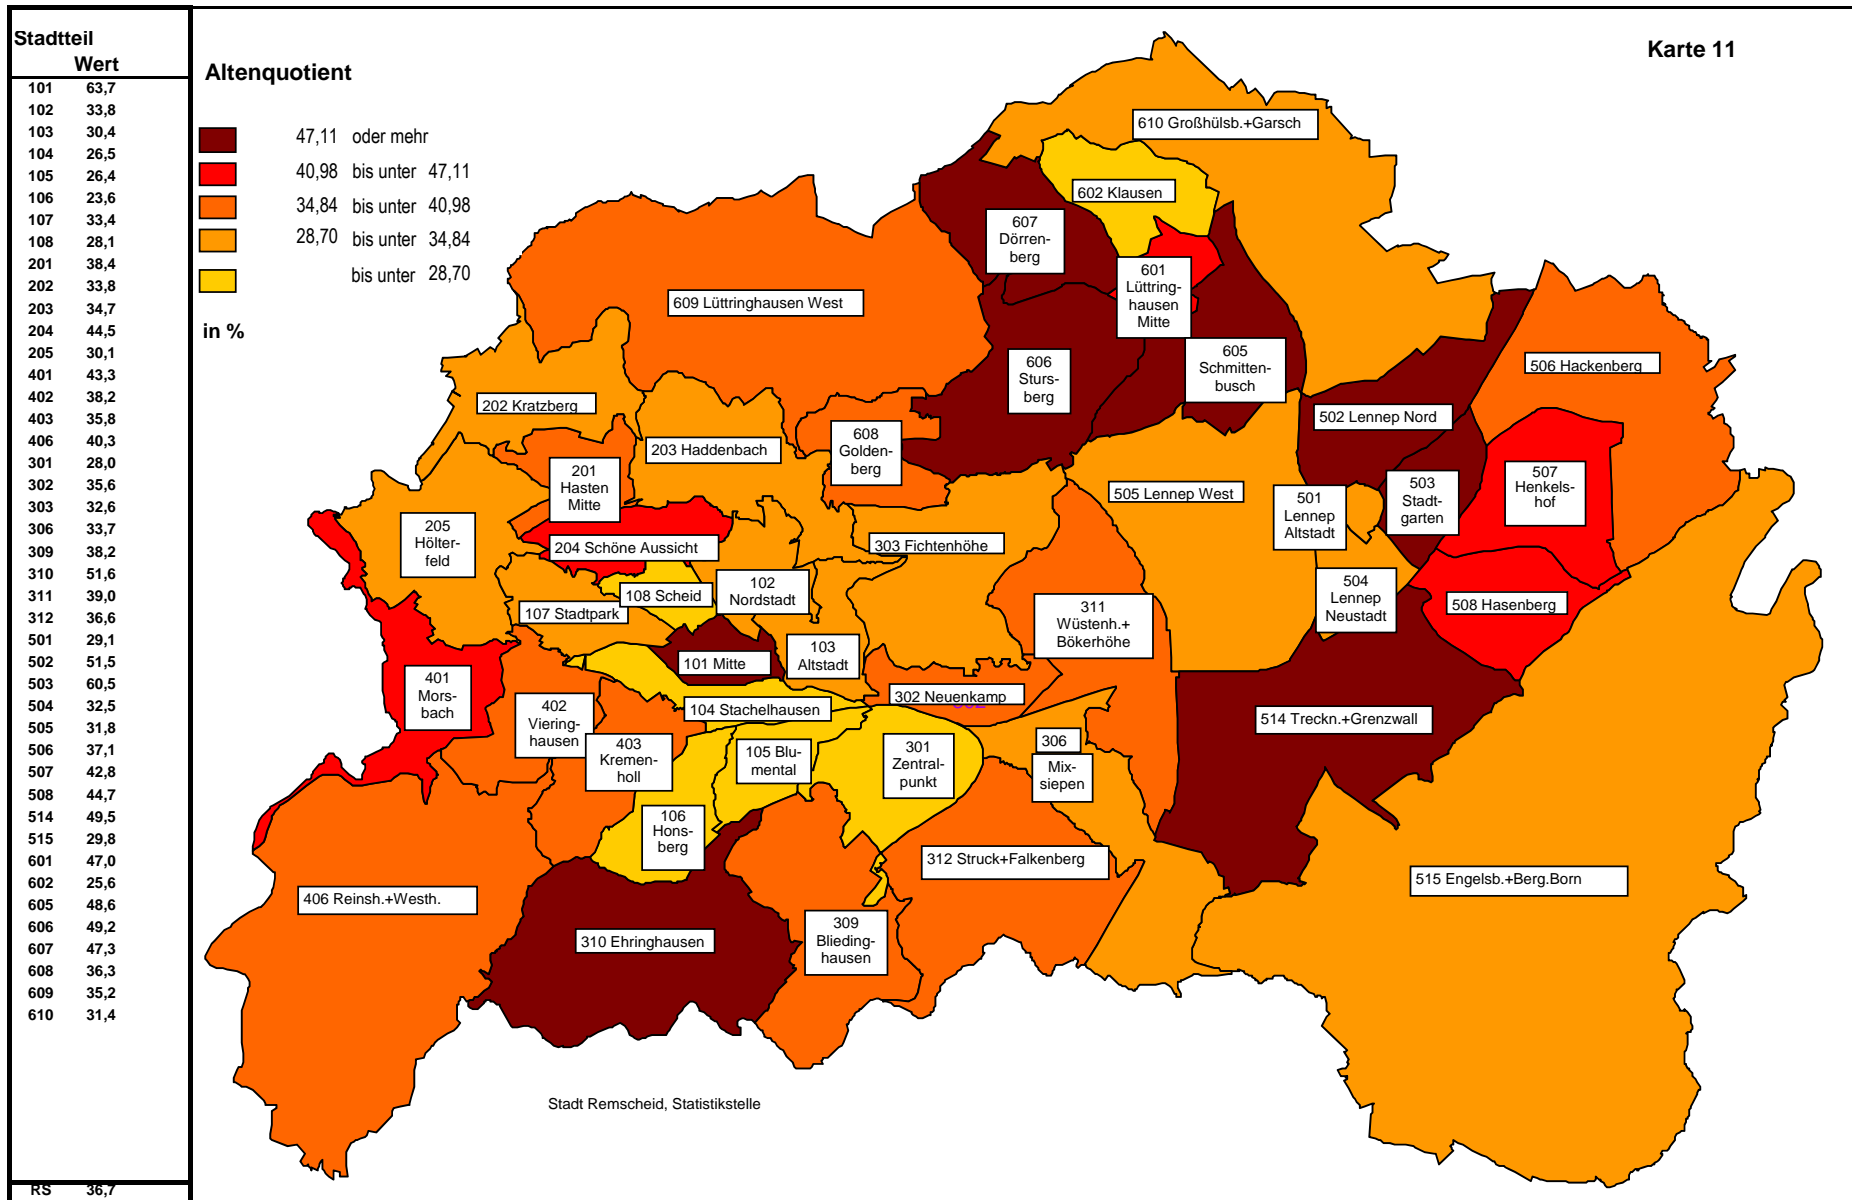 Stadtteil
Wert
101 63,7
102 33,8
103 30,4
104 26,5
105 26,4
106 23,6
107 33,4
108 28,1
201 38,4
202 33,8
203 34,7
204 44,5
205 30,1
401 43,3
402 38,2
403 35,8
406 40,3
301 28,0
302 35,6
303 32,6
306 33,7
309 38,2
310 51,6
311 39,0
312 36,6
501 29,1
502 51,5
503 60,5
504 32,5
505 31,8
506 37,1
507 42,8
508 44,7
514 49,5
515 29,8
601 47,0
602 25,6
605 48,6
606 49,2
607 47,3
608 36,3
609 35,2
610 31,4
RS 36,7
Altenquotient
47,11 oder mehr
40,98 bis unter 47,11
34,84 bis unter 40,98
28,70 bis unter 34,84
bis unter 28,70
in %
Karte 11
610 Großhülsb.+Garsch
602 Klausen
607
Dörren-
berg
601
Lüttring-
hausen
Mitte
609 Lüttringhausen West
606
Sturs-
berg
605
Schmitten-
busch
506 Hackenberg
202 Kratzberg
502 Lennep Nord
203 Haddenbach
608
Golden-
berg
201
Hasten
Mitte
505 Lennep West
501
Lennep
Altstadt
503
Stadt-
garten
507
Henkels-
hof
205
Hölter-
feld
204 Schöne Aussicht
303 Fichtenhöhe
108 Scheid
102
Nordstadt
107 Stadtpark
504
Lennep
Neustadt
508 Hasenberg
311
Wüstenh.+
Bökerhöhe
103
Altstadt
101 Mitte
401
Mors-
bach
302 Neuenkamp
402
Viering-
hausen
104 Stachelhausen
514 Treckn.+Grenzwall
403
Kremen-
holl
105 Blu-
mental
301
Zentral-
punkt
306
Mix-
siepen
106
Hons-
berg
312 Struck+Falkenberg
515 Engelsb.+Berg.Born
406 Reinsh.+Westh.
310 Ehringhausen
309
Blieding-
hausen
Stadt Remscheid, Statistikstelle